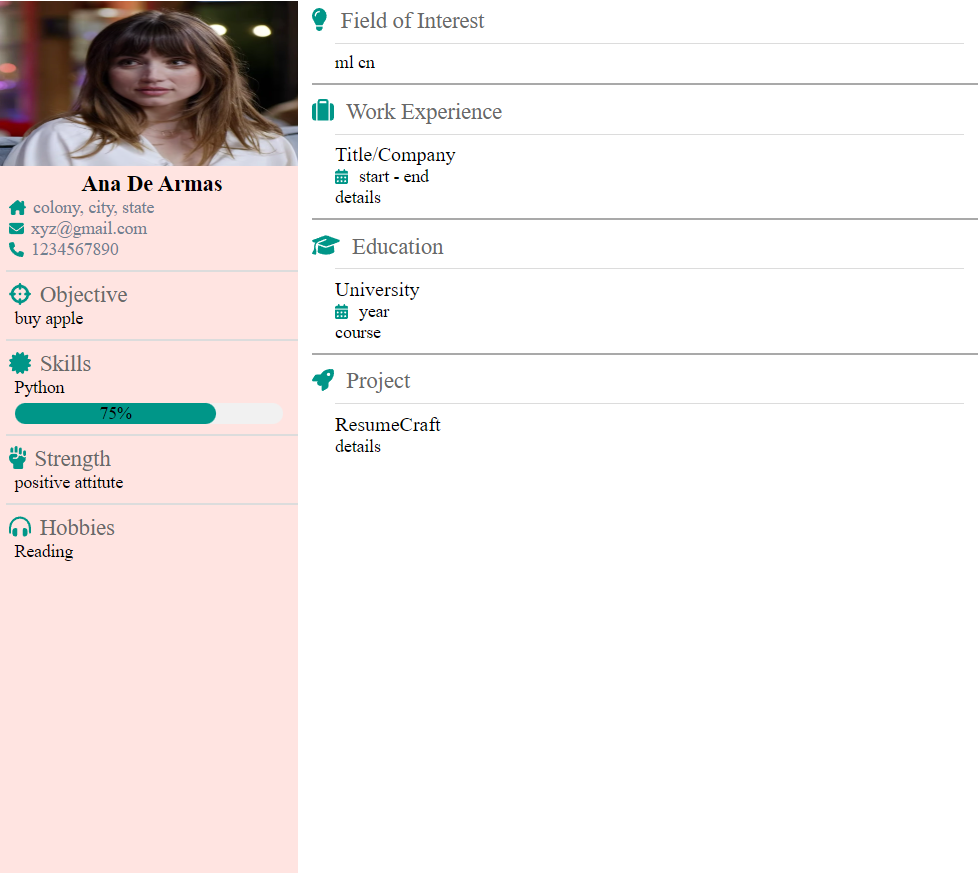 Ana De Armas
colony, city, state
xyz@gmail.com
1234567890
Objective
buy apple
Skills
Python
75%
Strength
positive attitute
Hobbies
Reading
Field of Interest
ml cn
Work Experience
Title/Company
start - end
details
Education
University
year
course
Project
ResumeCraft
details